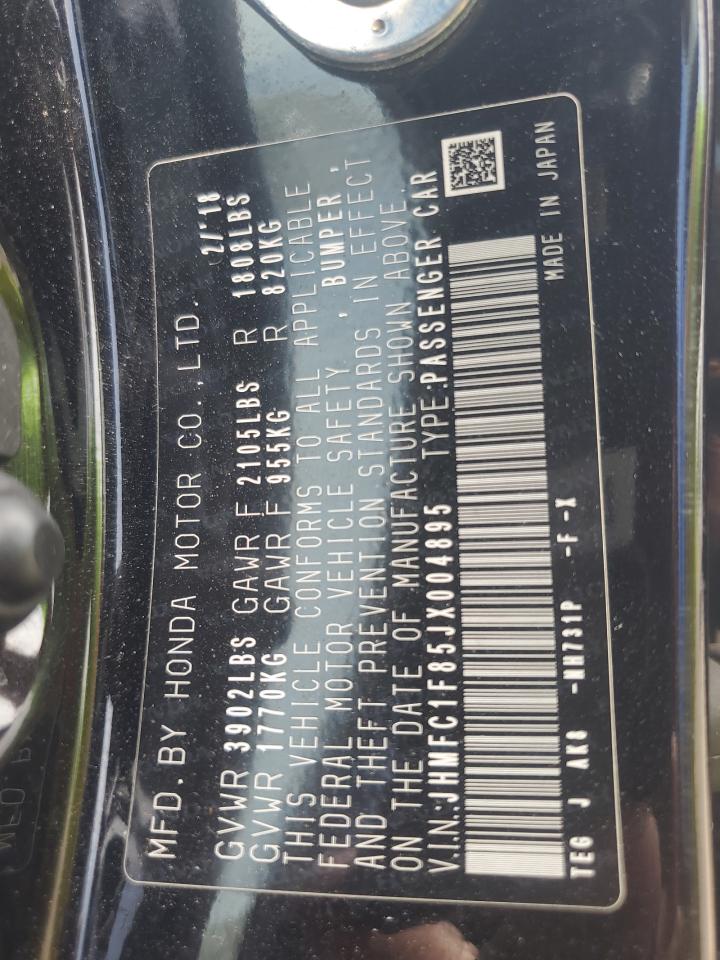 MFD. BY HONDA MOTOR CO., LTD. 2/'18
GVWR 3902LBS GAWR F 2105LBS R 1808LBS
GVWR 1770KG GAWR F 955KG R 820KG
THIS VEHICLE CONFORMS TO ALL APPLICABLE
FEDERAL MOTOR VEHICLE SAFETY , BUMPER ,
AND THEFT PREVENTION STANDARDS IN EFFECT
ON THE DATE OF MANUFACTURE SHOWN ABOVE.
V.I.N.:JHMFC1F85JX004895 TYPE:PASSENGER CAR
TEG J AK8 -NH731P -F -X MADE IN JAPAN